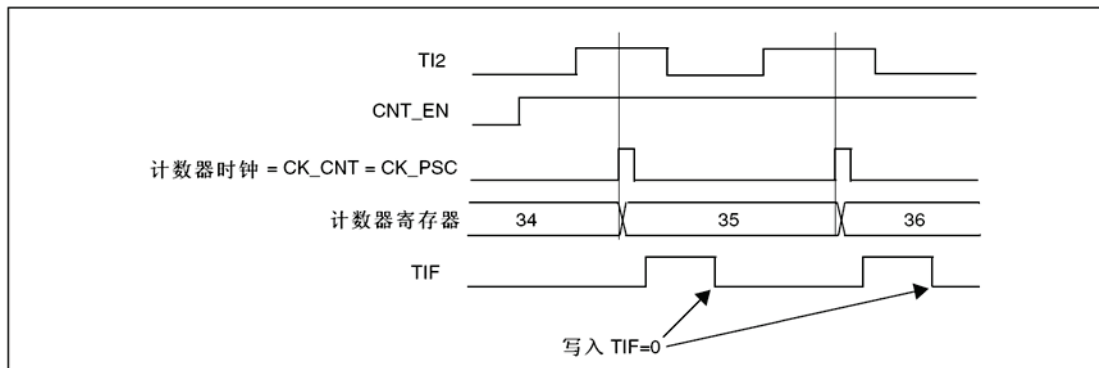 TI2
CNT_EN
计数器时钟 = CK_CNT = CK_PSC
计数器寄存器 34 35 36
TIF
写入 TIF=0